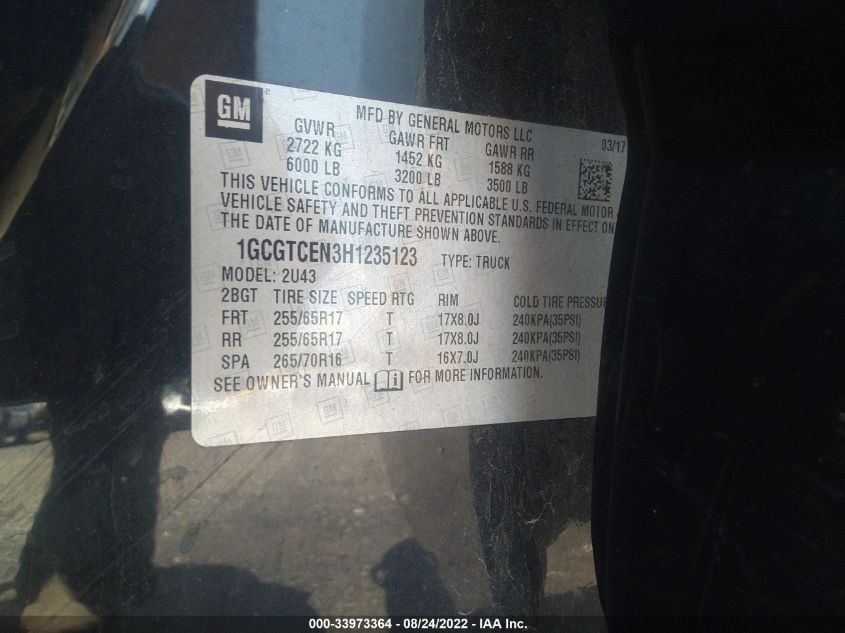 GM ®
MFD BY GENERAL MOTORS LLC
GVWR GAWR FRT GAWR RR 03/17
2722 KG 1452 KG 1588 KG
6000 LB 3200 LB 3500 LB
THIS VEHICLE CONFORMS TO ALL APPLICABLE U.S. FEDERAL MOTOR
VEHICLE SAFETY AND THEFT PREVENTION STANDARDS IN EFFECT ON
THE DATE OF MANUFACTURE SHOWN ABOVE.
1GCGTCEN3H1235123 TYPE: TRUCK
MODEL: 2U43
2BGT TIRE SIZE SPEED RTG RIM COLD TIRE PRESSUR
FRT 255/65R17 T 17X8.0J 240KPA(35PSI)
RR 255/65R17 T 17X8.0J 240KPA(35PSI)
SPA 265/70R16 T 16X7.0J 240KPA(35PSI)
SEE OWNER'S MANUAL FOR MORE INFORMATION.
000-33973364 - 08/24/2022 - IAA Inc.